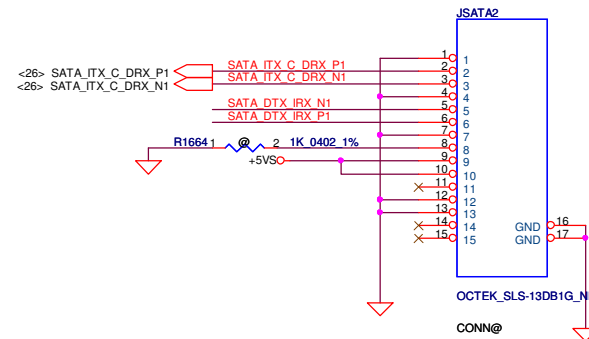 JSATA2
<26> SATA_ITX_C_DRX_P1 SATA_ITX_C_DRX_P1 1 1
<26> SATA_ITX_C_DRX_N1 SATA_ITX_C_DRX_N1 2 2
3 3
4 4
SATA_DTX_IRX_N1 5 5
SATA_DTX_IRX_P1 6 6
7 7
R1664 1 @ 2 1K_0402_1% 8 8
+5VS 9 9
10 10
11 11
12 12
13 13
14 14 GND 16
15 15 GND 17
OCTEK_SLS-13DB1G_N
CONN@